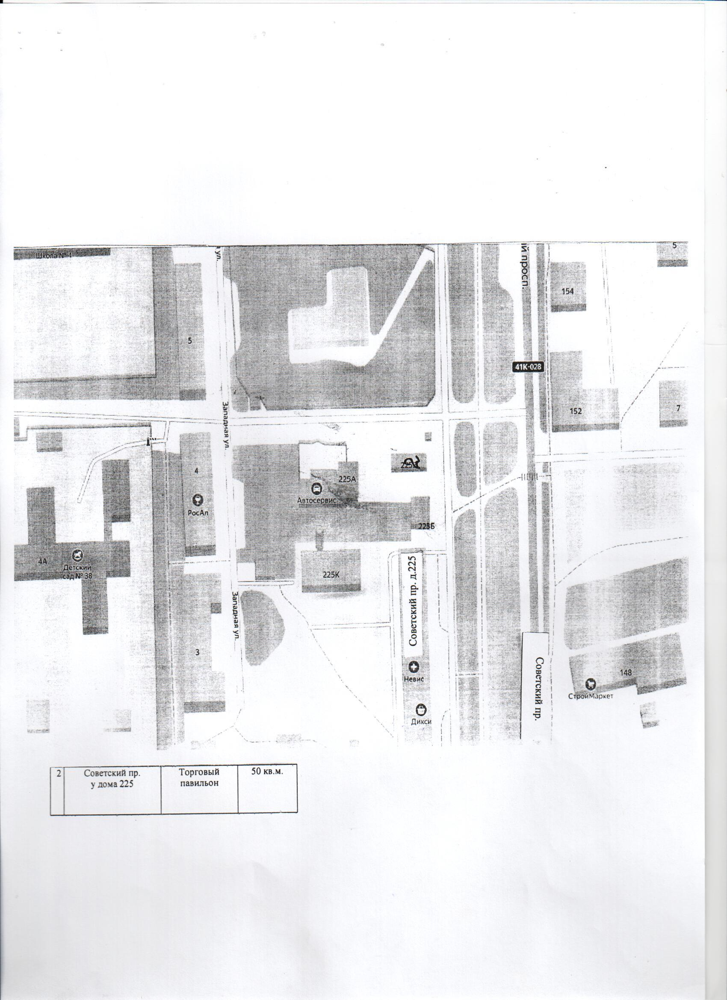 Школа № 4
я ул.
й просп.
5
154
5
41К-028
152
7
Западная ул.
4
225А
Автосервис
РосАл
225Б
4А
Детский
сад № 38
225К
Советский пр. д.225
Западная ул.
3
Невис
148
СтройМаркет
Советский пр.
Дикси
2
Советский пр.
у дома 225
Торговый
павильон
50 кв.м.